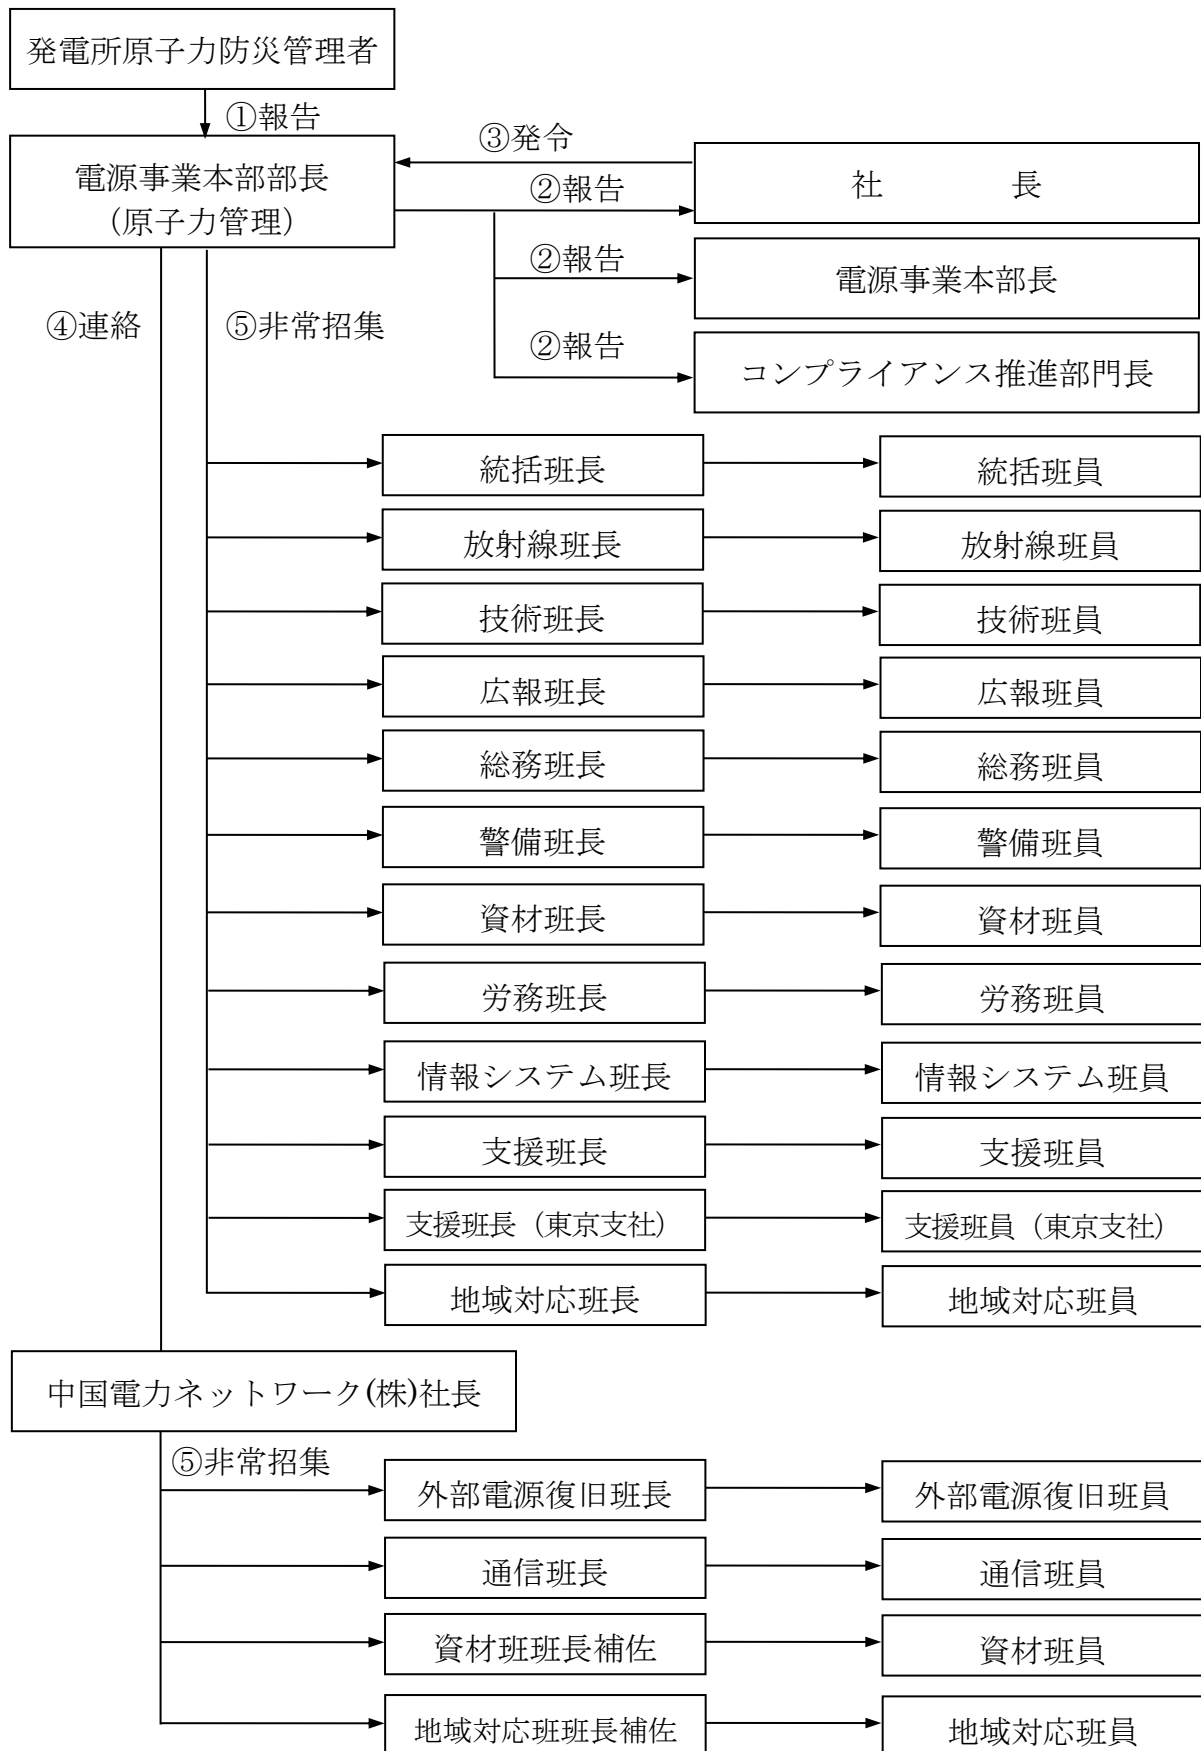 発電所原子力防災管理者
①報告
電源事業本部部長
（原子力管理）
③発令
②報告
社　　　　長
②報告
電源事業本部長
②報告
コンプライアンス推進部門長
④連絡
⑤非常招集
統括班長
統括班員
放射線班長
放射線班員
技術班長
技術班員
広報班長
広報班員
総務班長
総務班員
警備班長
警備班員
資材班長
資材班員
労務班長
労務班員
情報システム班長
情報システム班員
支援班長
支援班員
支援班長（東京支社）
支援班員（東京支社）
地域対応班長
地域対応班員
中国電力ネットワーク(株)社長
⑤非常招集
外部電源復旧班長
外部電源復旧班員
通信班長
通信班員
資材班班長補佐
資材班員
地域対応班班長補佐
地域対応班員